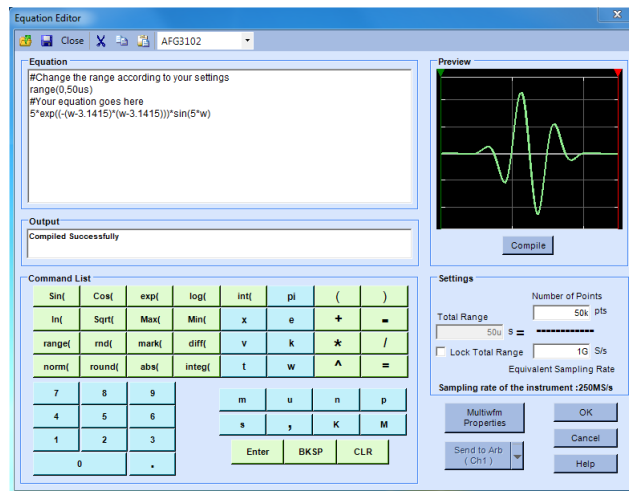 Equation Editor
x
Close
AFG3102
Equation
#Change the range according to your settings
range(0,50us)
#Your equation goes here
5*exp((-(w-3.1415)*(w-3.1415)))*sin(5*w)
Preview
Output
Compiled Successfully
Compile
Command List
Sin( Cos( exp( log( int( pi ( )
ln( Sqrt( Max( Min( x e + -
range( rnd( mark( diff( v k * /
norm( round( abs( integ( t w ^ =
7 8 9
4 5 6
1 2 3
0 .
m u n p
s , K M
Enter BKSP CLR
Settings
Number of Points
50k pts
Total Range
50u s = ------------
Lock Total Range
1G S/s
Equivalent Sampling Rate
Sampling rate of the instrument :250MS/s
Multiwfm
Properties
OK
Cancel
Send to Arb
( Ch1 )
Help